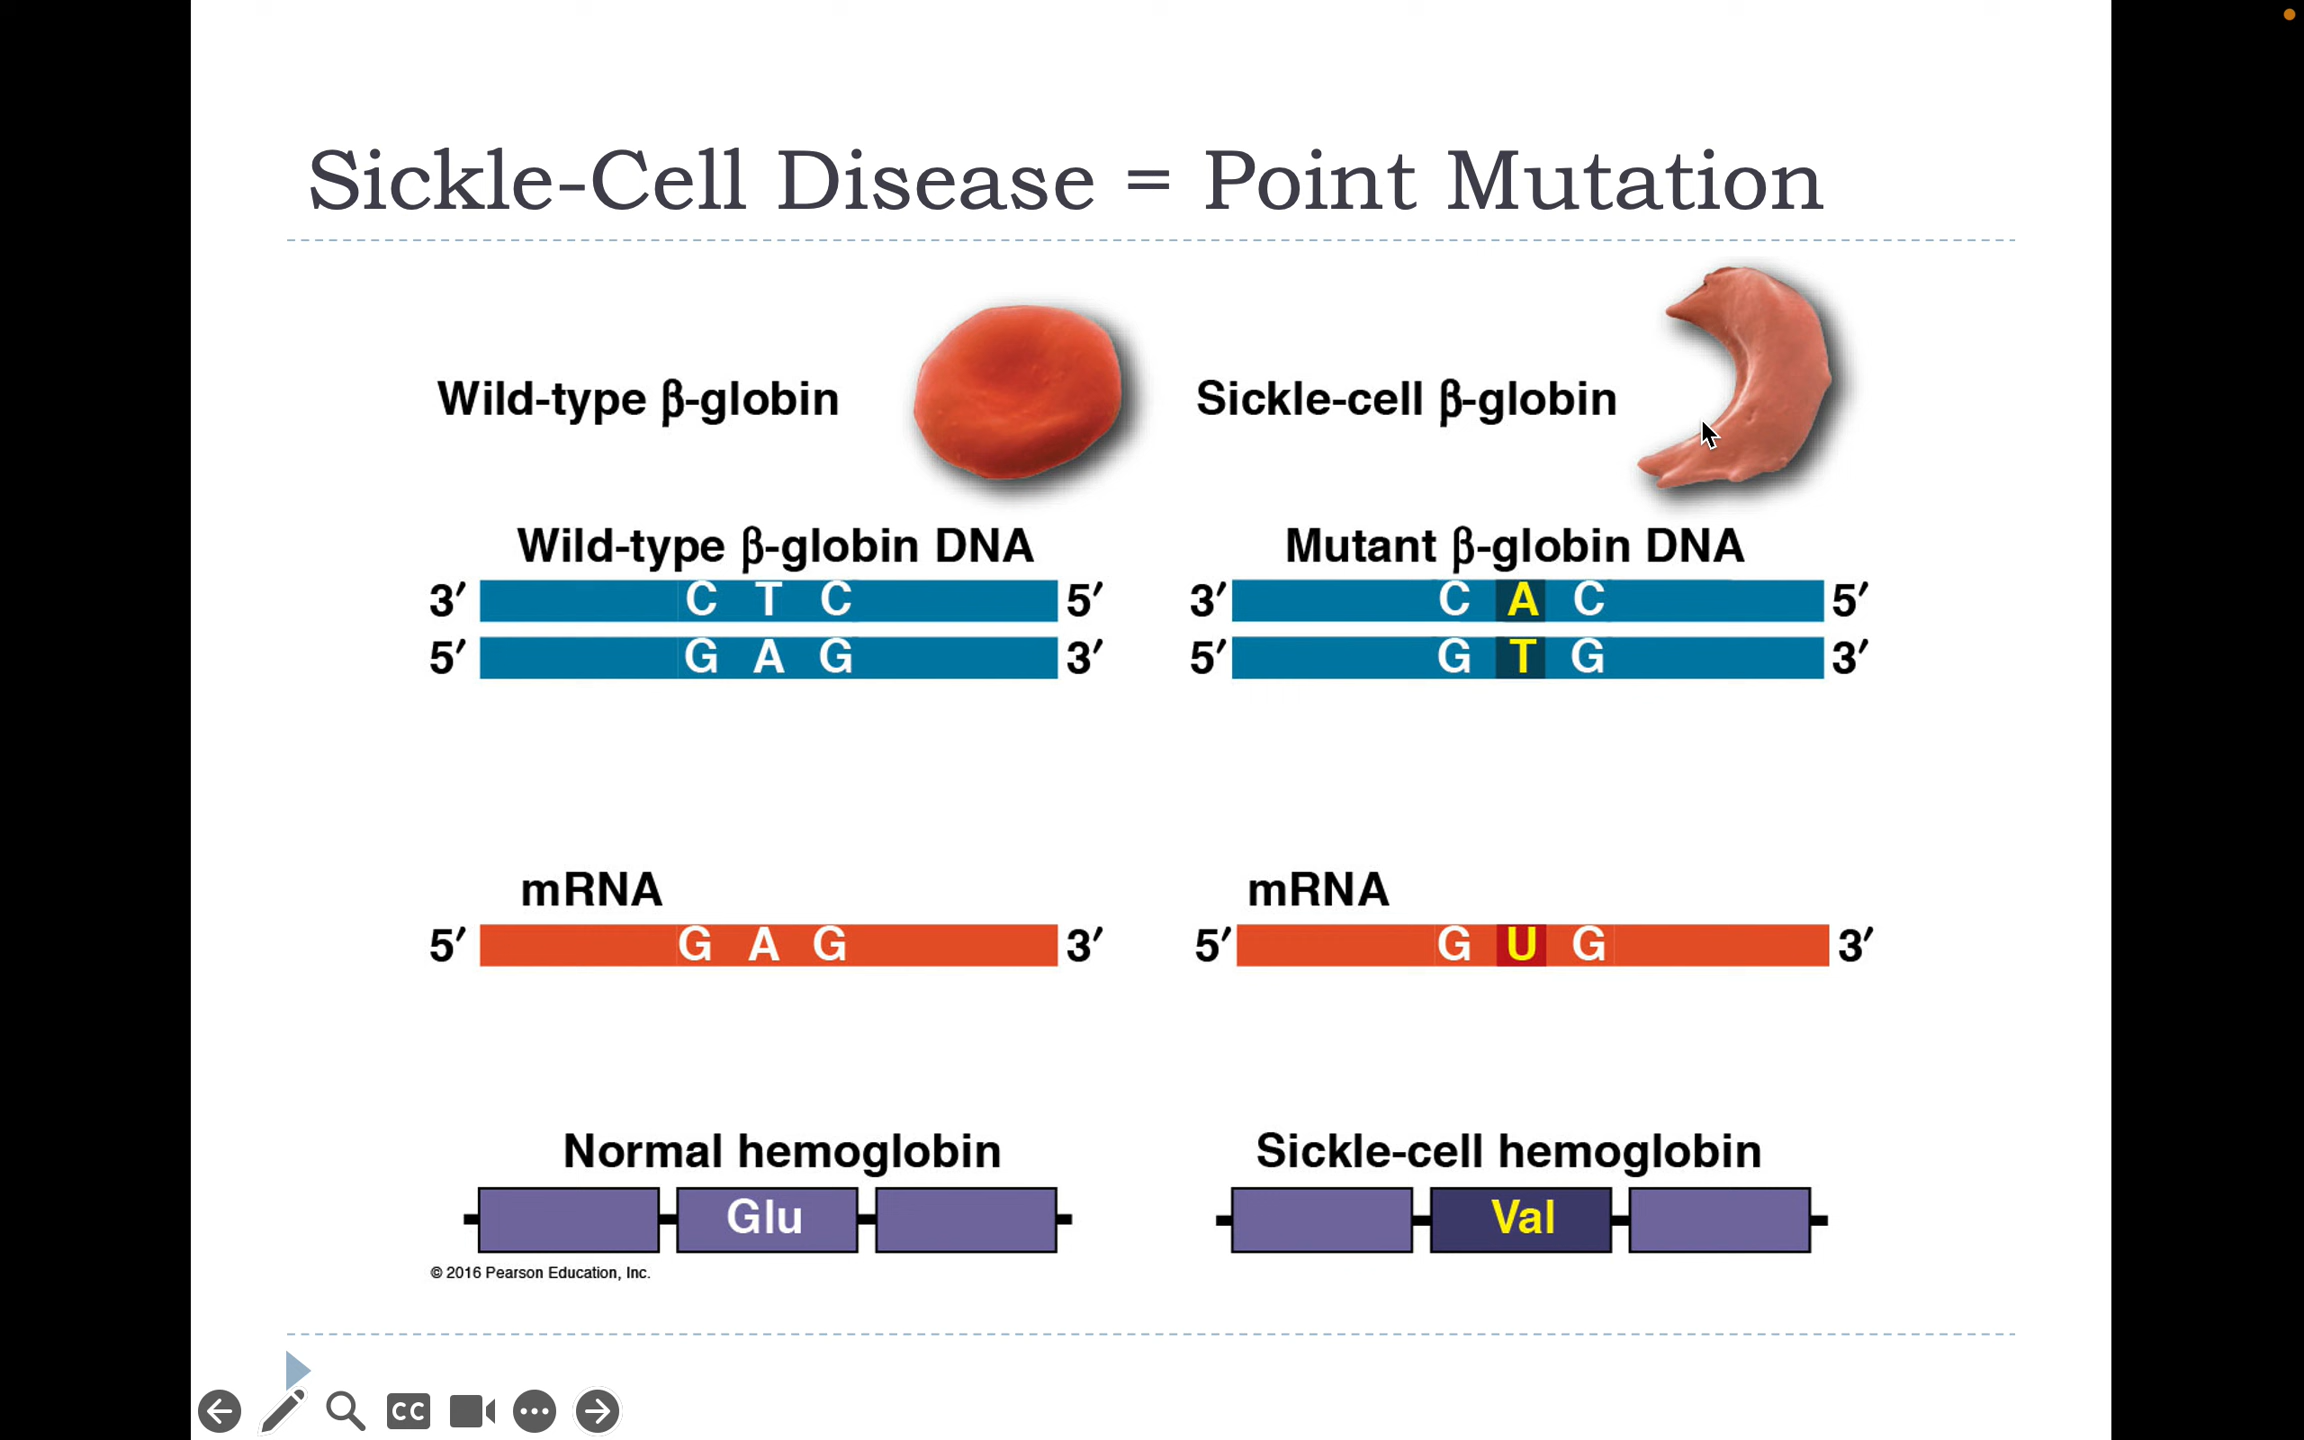 Sickle-Cell Disease = Point Mutation
Wild-type β-globin
Sickle-cell β-globin
Wild-type β-globin DNA
Mutant β-globin DNA
3′ C T C 5′
3′ C A C 5′
5′ G A G 3′
5′ G T G 3′
mRNA
mRNA
5′ G A G 3′
5′ G U G 3′
Normal hemoglobin
Sickle-cell hemoglobin
Glu
Val
© 2016 Pearson Education, Inc.
CC